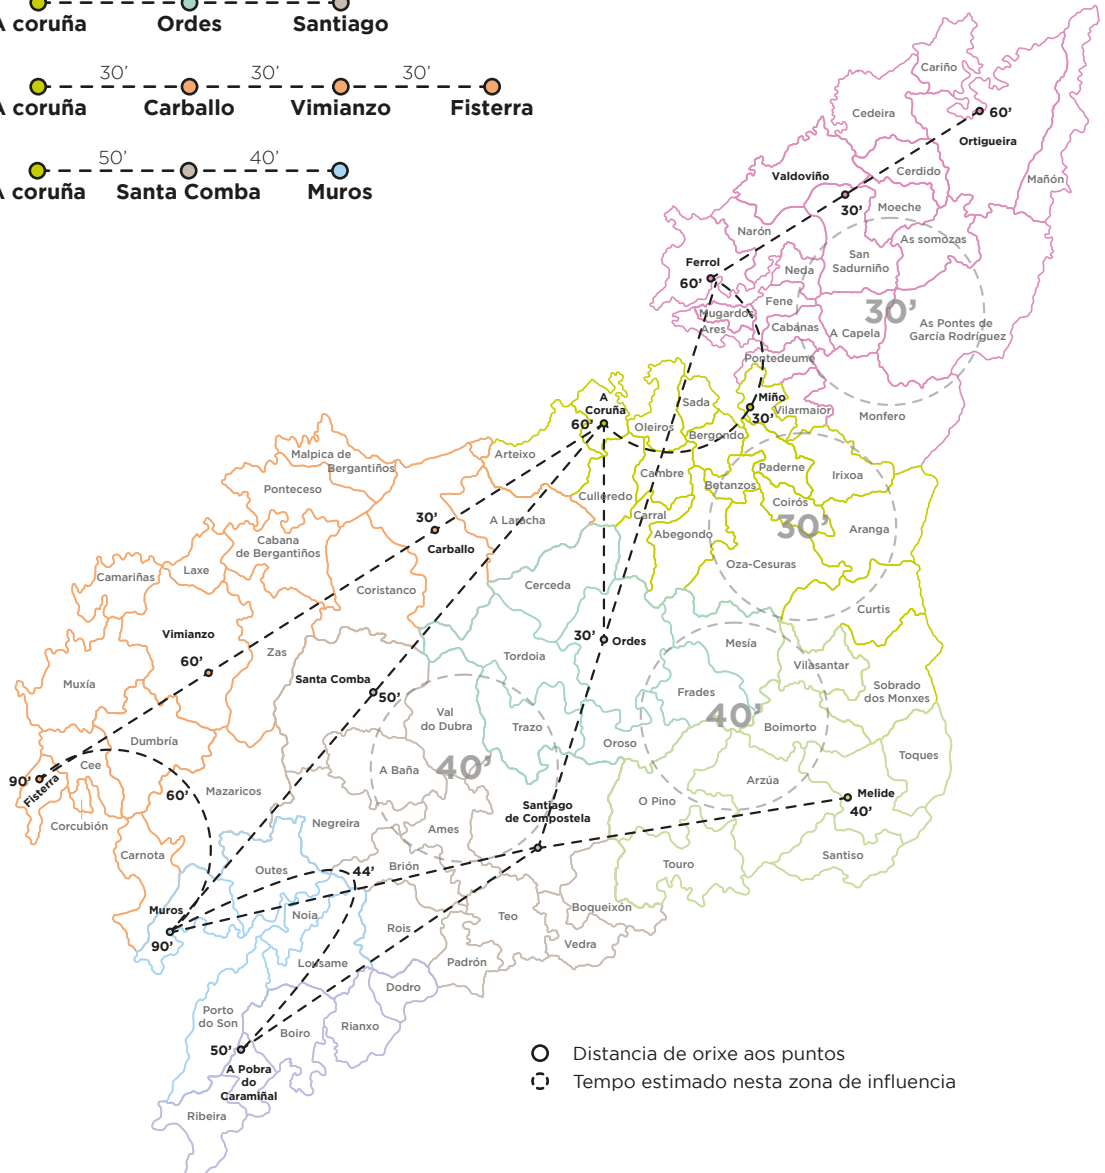 A coruña
Ordes
Santiago
30’
30’
30’
A coruña
Carballo
Vimianzo
Fisterra
50’
40’
A coruña
Santa Comba
Muros
Cariño
Cedeira
60’
Ortigueira
Mañón
Valdoviño
Cerdido
30’
Moeche
Narón
As somozas
San
Sadurniño
Ferrol
60’
Neda
Fene
30’
Mugardos
Ares
Cabanas
A Capela
As Pontes de
García Rodríguez
Pontedeume
A
Coruña
60’
Sada
Miño
30’
Vilarmaior
Monfero
Oleiros
Bergondo
Malpica de
Bergantiños
Arteixo
Cambre
Paderne
Irixoa
Ponteceso
Culleredo
Betanzos
Coirós
30’
Carballo
A Laracha
Carral
30’
Aranga
Abegondo
Cabana
de Bergantiños
Oza-Cesuras
Laxe
Camariñas
Coristanco
Cerceda
Curtis
Vimianzo
30’
Ordes
Mesía
60’
Zas
Tordoia
Vilasantar
Muxía
Santa Comba
50’
Frades
Sobrado
dos Monxes
Val
do Dubra
40’
Trazo
Boimorto
Dumbría
Oroso
Toques
Cee
A Baña
40’
90’
Fisterra
60’
Mazaricos
Arzúa
Melide
40’
O Pino
Santiago
de Compostela
Corcubión
Negreira
Ames
Carnota
Outes
44’
Brión
Touro
Santiso
Muros
90’
Noia
Rois
Teo
Boqueixón
Vedra
Lousame
Padrón
Dodro
Porto
do Son
Boiro
Rianxo
50’
A Pobra
do
Caramiñal
Ribeira
Distancia de orixe aos puntos
Tempo estimado nesta zona de influencia